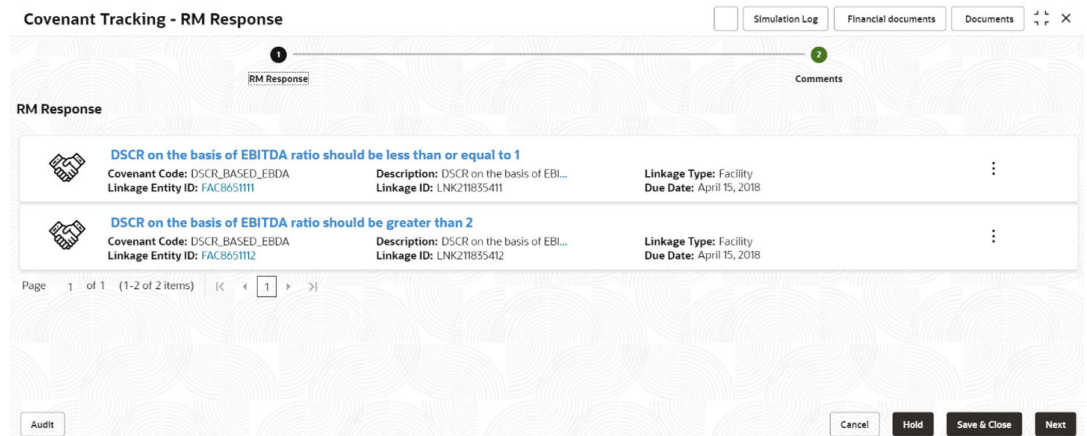 Covenant Tracking - RM Response
Simulation Log
Financial documents
Documents
1
2
RM Response
Comments
RM Response
DSCR on the basis of EBITDA ratio should be less than or equal to 1
Covenant Code: DSCR_BASED_EBDA Description: DSCR on the basis of EBI... Linkage Type: Facility
Linkage Entity ID: FAC8651111 Linkage ID: LNK211835411 Due Date: April 15, 2018
DSCR on the basis of EBITDA ratio should be greater than 2
Covenant Code: DSCR_BASED_EBDA Description: DSCR on the basis of EBI... Linkage Type: Facility
Linkage Entity ID: FAC8651112 Linkage ID: LNK211835412 Due Date: April 15, 2018
Page 1 of 1 (1-2 of 2 items) 1
Audit
Cancel
Hold
Save & Close
Next